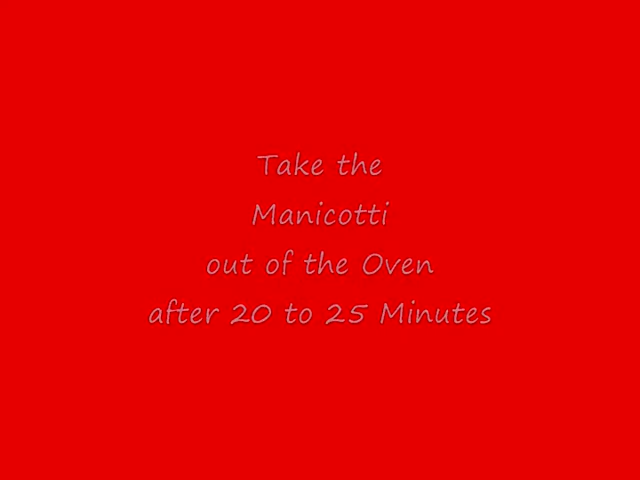 Take the
Manicotti
out of the Oven
after 20 to 25 Minutes